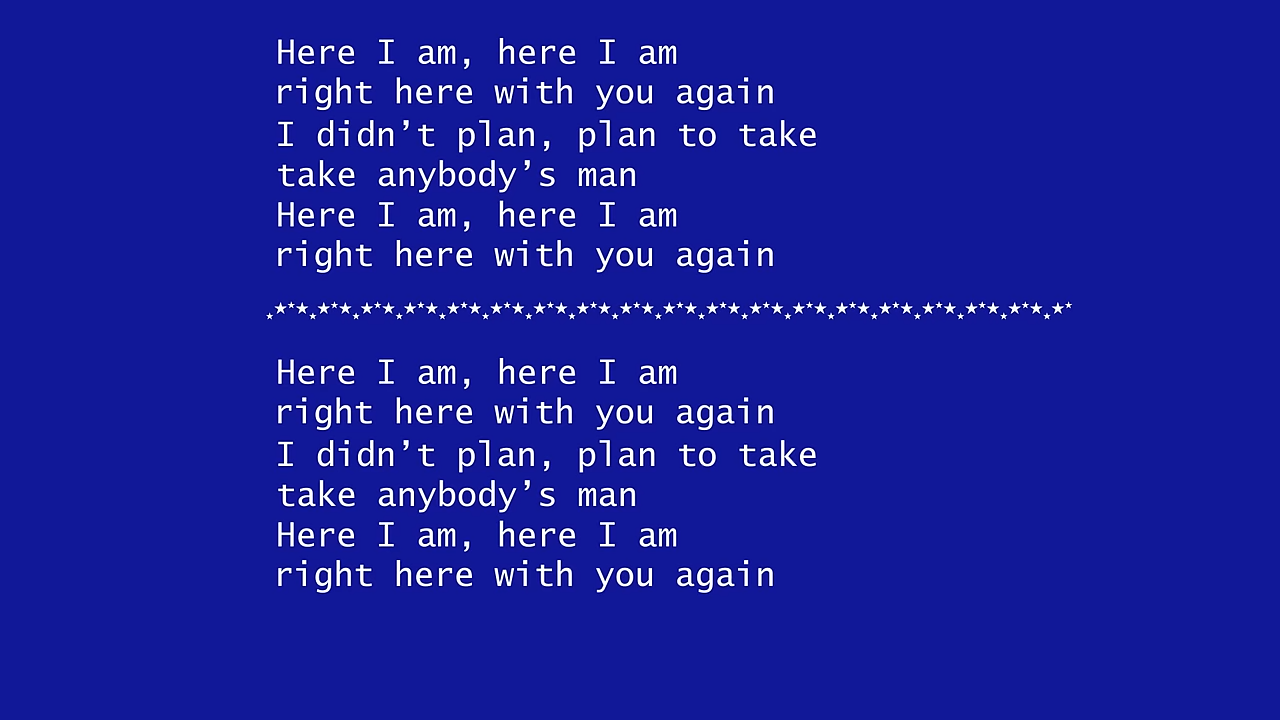 Here I am, here I am
right here with you again
I didn’t plan, plan to take
take anybody’s man
Here I am, here I am
right here with you again
Here I am, here I am
right here with you again
I didn’t plan, plan to take
take anybody’s man
Here I am, here I am
right here with you again